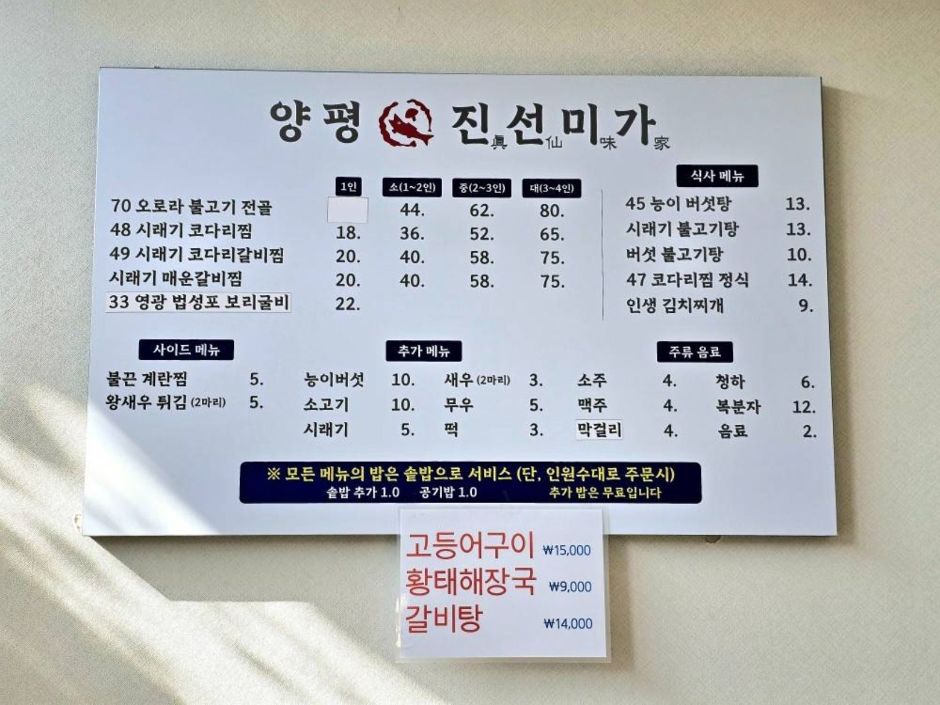 양평 진선미가
眞仙味家
1인 소(1~2인) 중(2~3인) 대(3~4인)
70 오로라 불고기 전골 44. 62. 80.
48 시래기 코다리찜 18. 36. 52. 65.
49 시래기 코다리갈비찜 20. 40. 58. 75.
시래기 매운갈비찜 20. 40. 58. 75.
33 영광 법성포 보리굴비 22.
식사 메뉴
45 능이 버섯탕 13.
시래기 불고기탕 13.
버섯 불고기탕 10.
47 코다리찜 정식 14.
인생 김치찌개 9.
사이드 메뉴
불끈 계란찜 5.
왕새우 튀김 (2마리) 5.
추가 메뉴
능이버섯 10. 새우 (2마리) 3.
소고기 10. 무우 5.
시래기 5. 떡 3.
주류 음료
소주 4. 청하 6.
맥주 4. 복분자 12.
막걸리 4. 음료 2.
※ 모든 메뉴의 밥은 솥밥으로 서비스 (단, 인원수대로 주문시)
솥밥 추가 1.0 공기밥 1.0 추가 밥은 무료입니다
고등어구이 ₩15,000
황태해장국 ₩9,000
갈비탕 ₩14,000